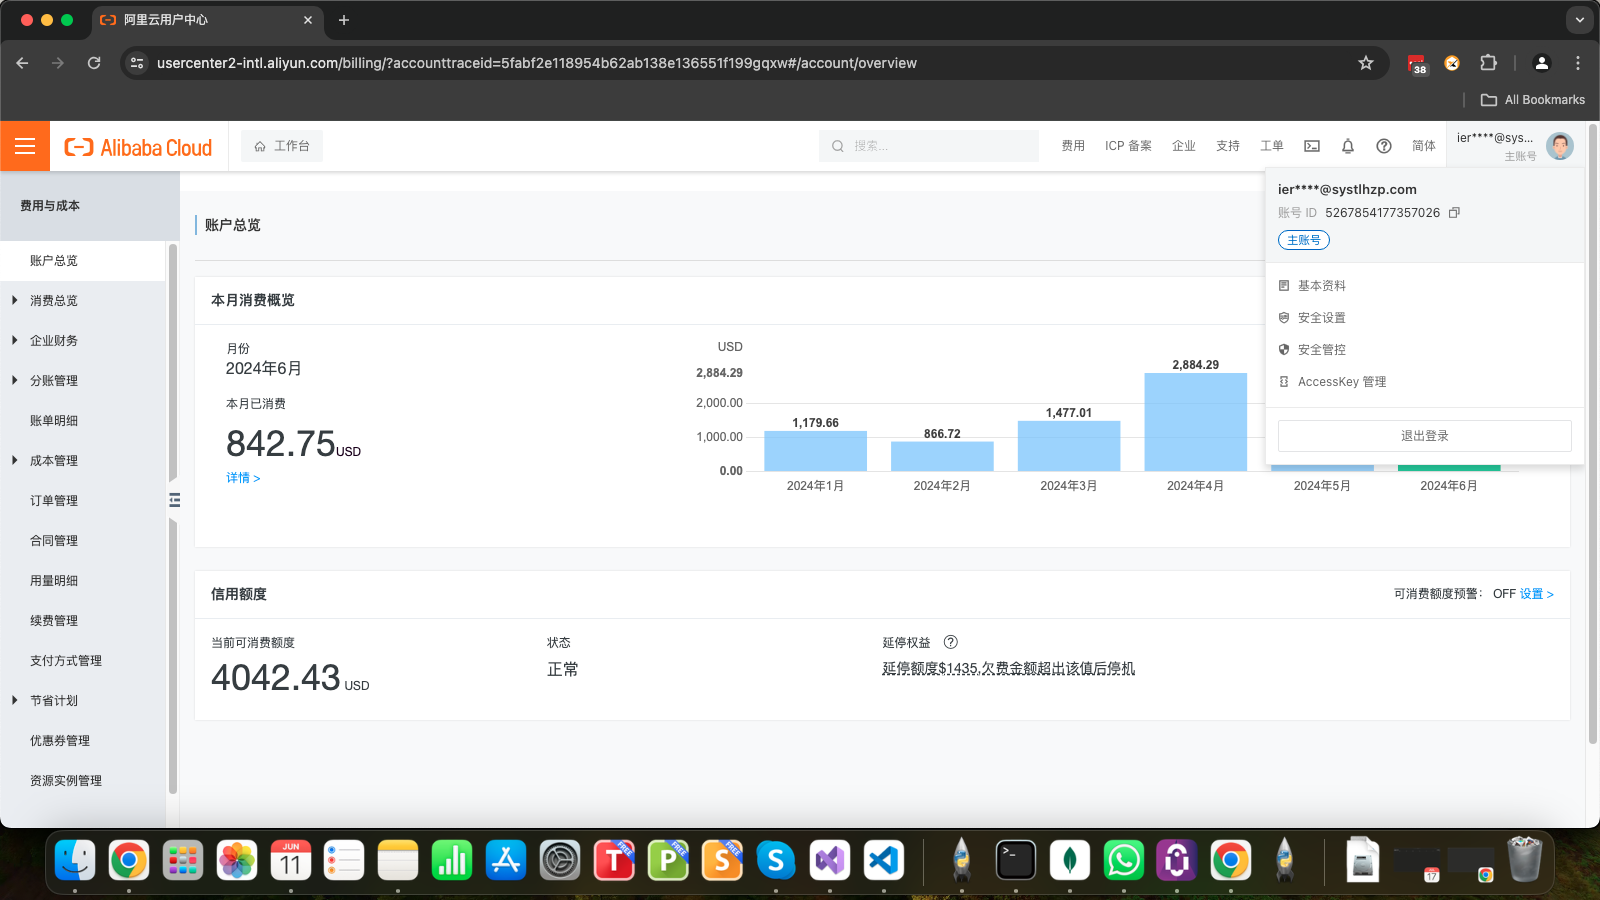 阿里云用户中心
usercenter2-intl.aliyun.com/billing/?accounttraceid=5fabf2e118954b62ab138e136551f199gqxw#/account/overview
38
All Bookmarks
Alibaba Cloud
工作台
搜索...
费用
ICP 备案
企业
支持
工单
简体
ier****@sys...
主账号
ier****@systlhzp.com
账号 ID 5267854177357026
主账号
基本资料
安全设置
安全管控
AccessKey 管理
退出登录
费用与成本
账户总览
消费总览
企业财务
分账管理
账单明细
成本管理
订单管理
合同管理
用量明细
续费管理
支付方式管理
节省计划
优惠券管理
资源实例管理
账户总览
本月消费概览
月份
2024年6月
本月已消费
842.75USD
详情 >
USD
2,884.29
2,000.00
1,000.00
0.00
1,179.66
866.72
1,477.01
2,884.29
2024年1月
2024年2月
2024年3月
2024年4月
2024年5月
2024年6月
信用额度
可消费额度预警： OFF 设置 >
当前可消费额度
4042.43 USD
状态
正常
延停权益
延停额度$1435,欠费金额超出该值后停机
JUN
11
T FREE
P FREE
S FREE
S
17